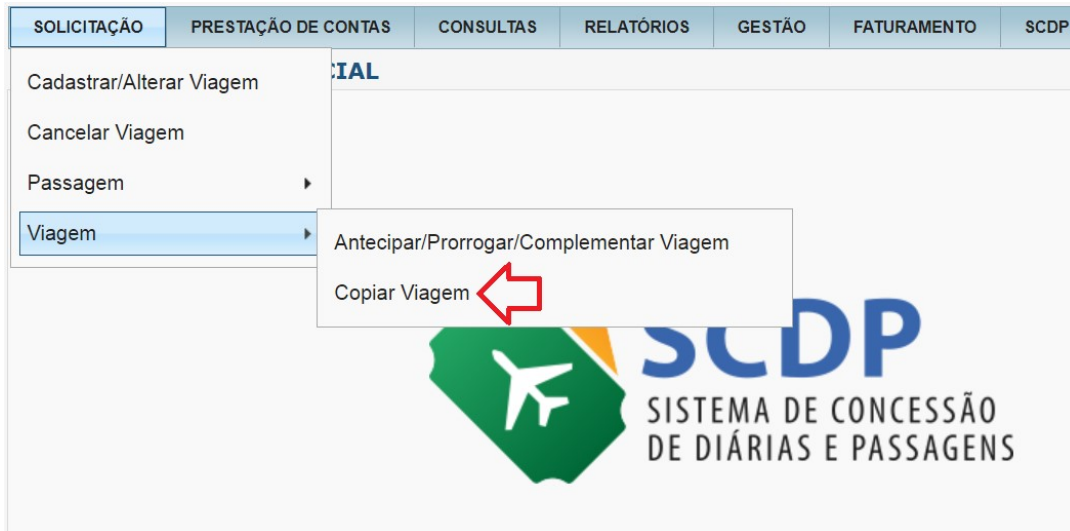 SOLICITAÇÃO PRESTAÇÃO DE CONTAS CONSULTAS RELATÓRIOS GESTÃO FATURAMENTO SCDP
CIAL
Cadastrar/Alterar Viagem
Cancelar Viagem
Passagem
Viagem
Antecipar/Prorrogar/Complementar Viagem
Copiar Viagem
SCDP
SISTEMA DE CONCESSÃO
DE DIÁRIAS E PASSAGENS